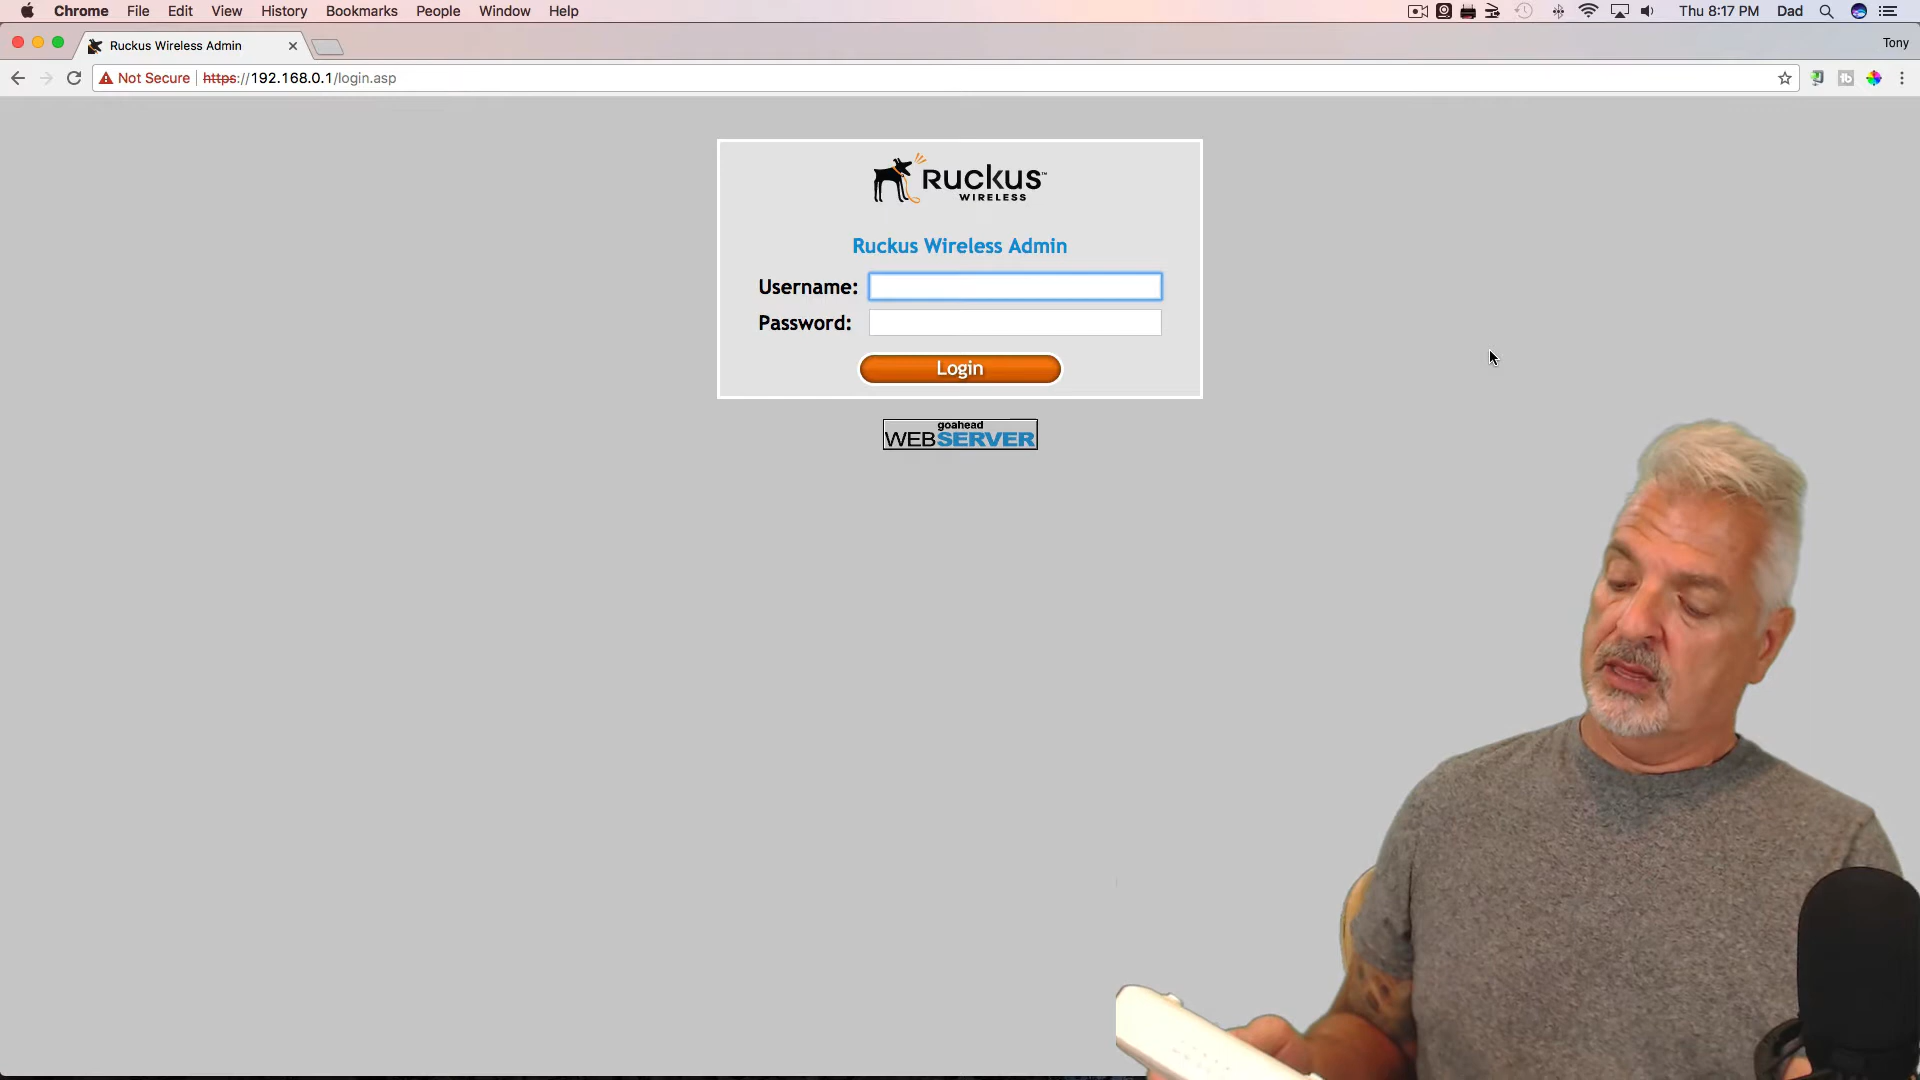 Chrome File Edit View History Bookmarks People Window Help Thu 8:17 PM Dad
Ruckus Wireless Admin Tony
Not Secure https://192.168.0.1/login.asp
RUCKUS™
WIRELESS
Ruckus Wireless Admin
Username:
Password:
Login
goahead
WEBSERVER